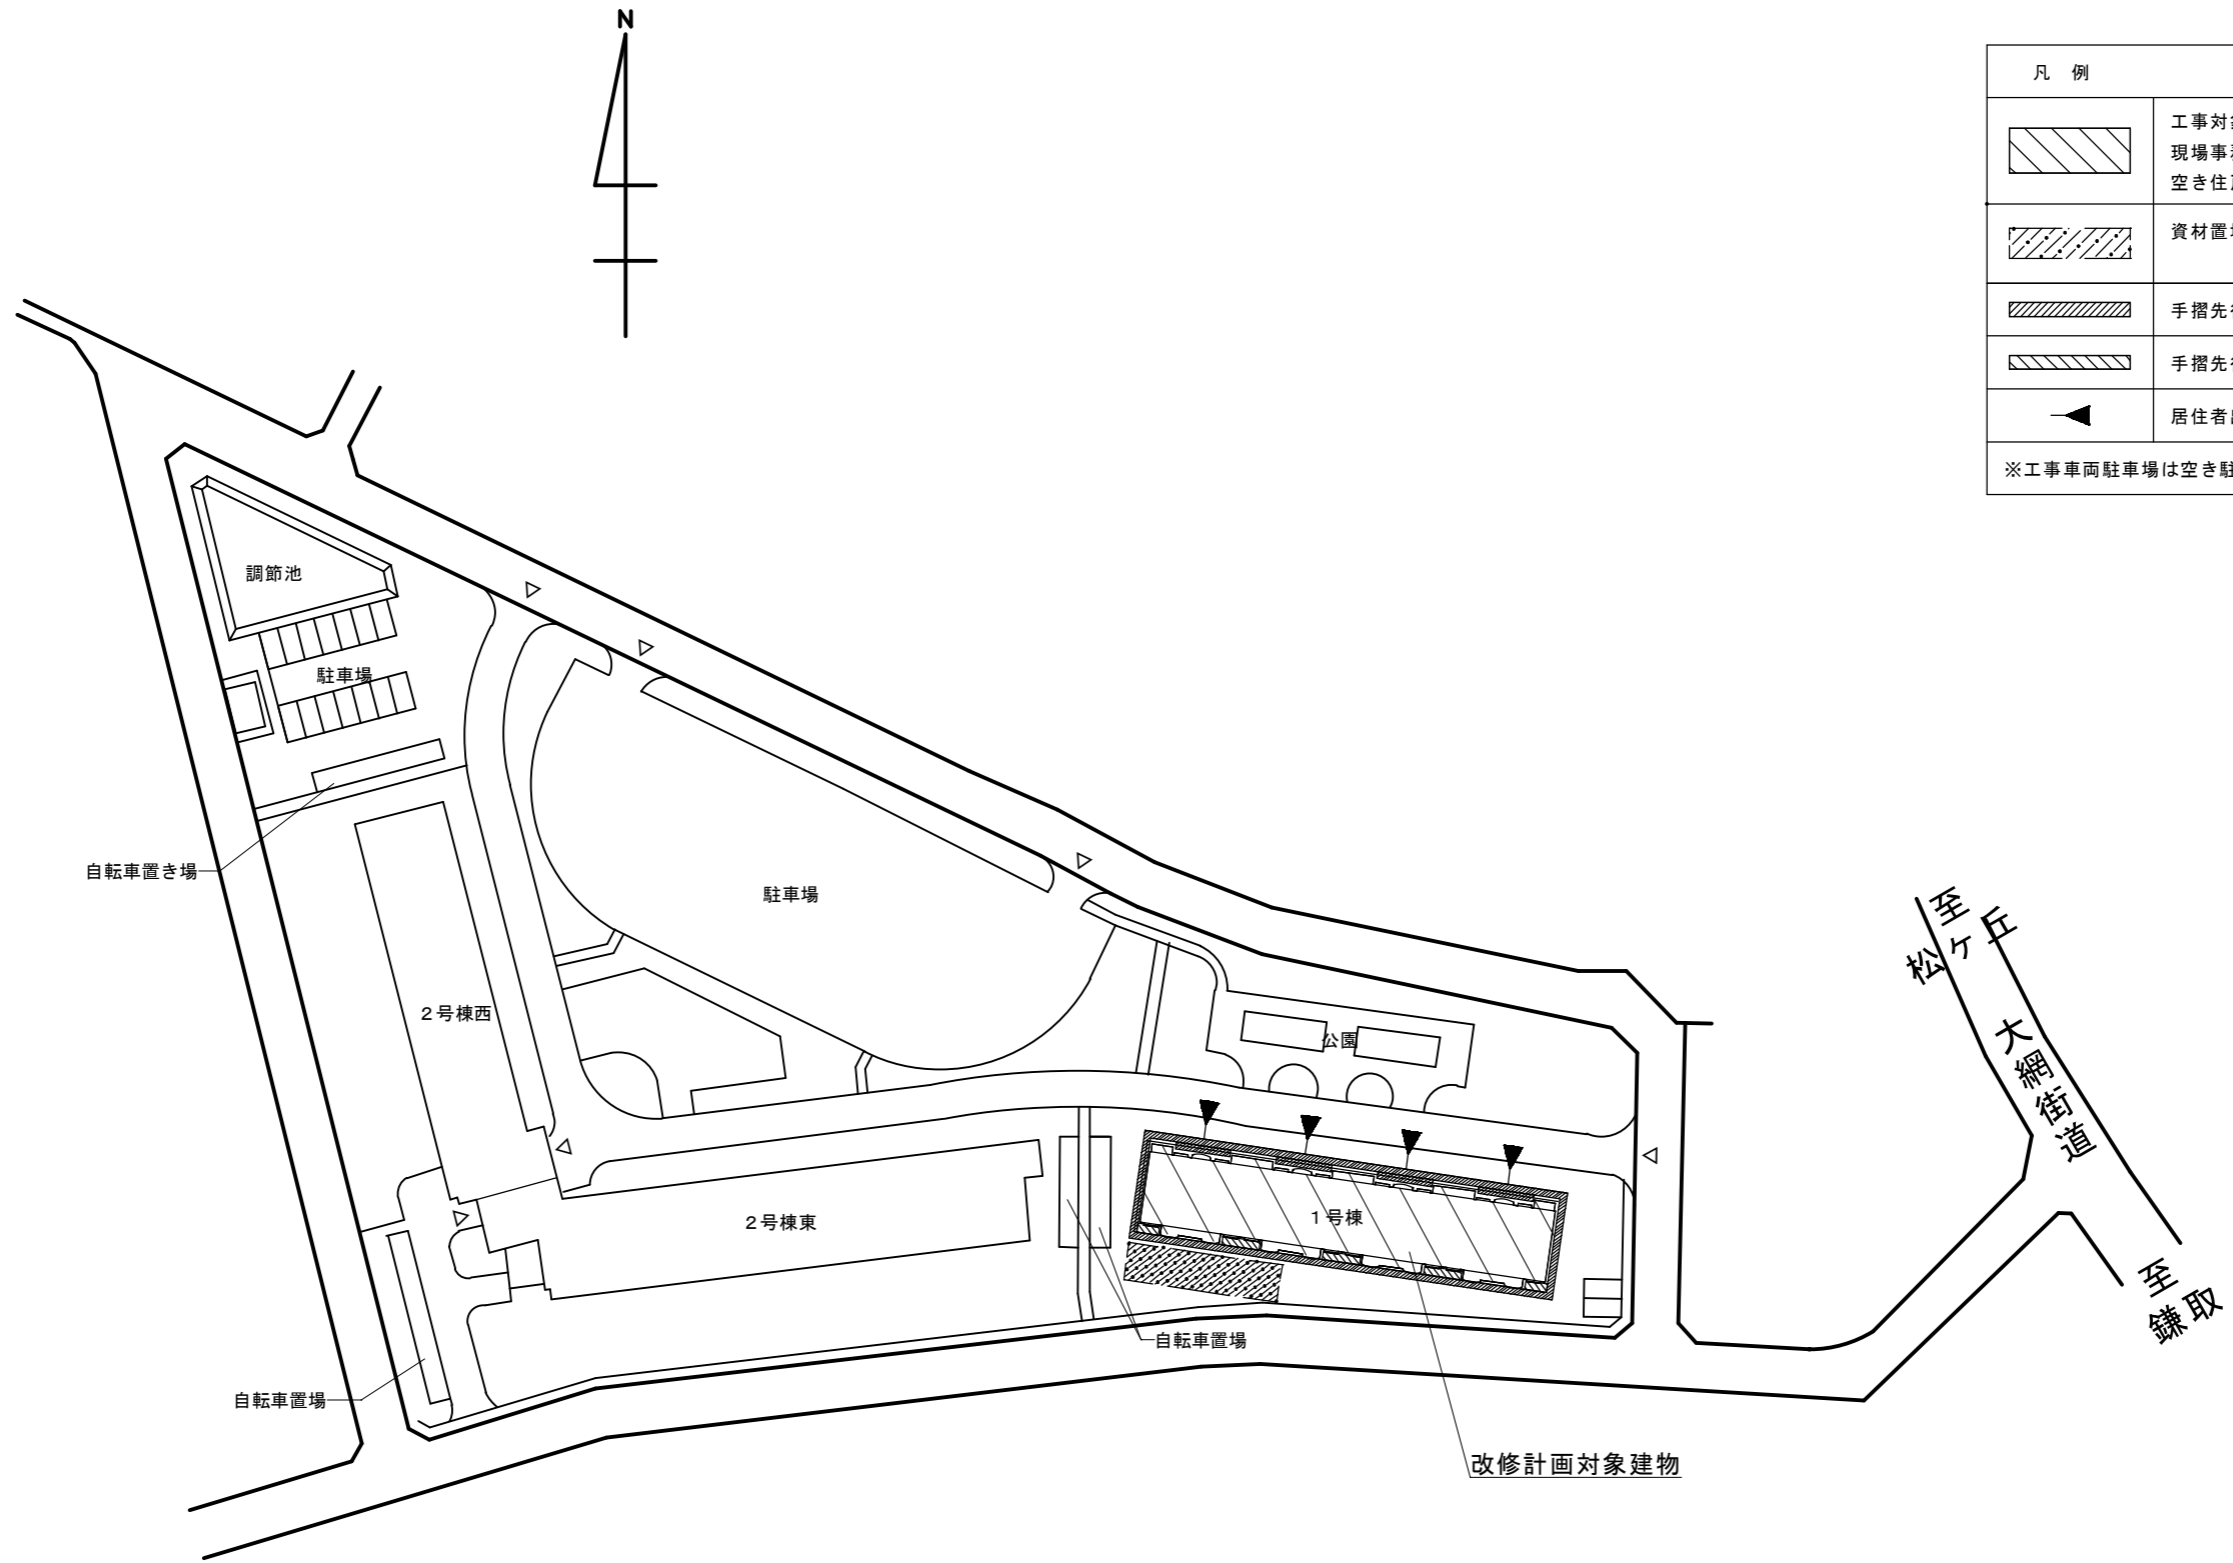 N
凡 例
工事対
現場事
空き住
資材置
手摺先
手摺先
居住者
※工事車両駐車場は空き駐
調節池
駐車場
自転車置き場
駐車場
2号棟西
公園
至
松ヶ丘
大網街道
2号棟東
1号棟
至
鎌取
自転車置場
自転車置場
改修計画対象建物